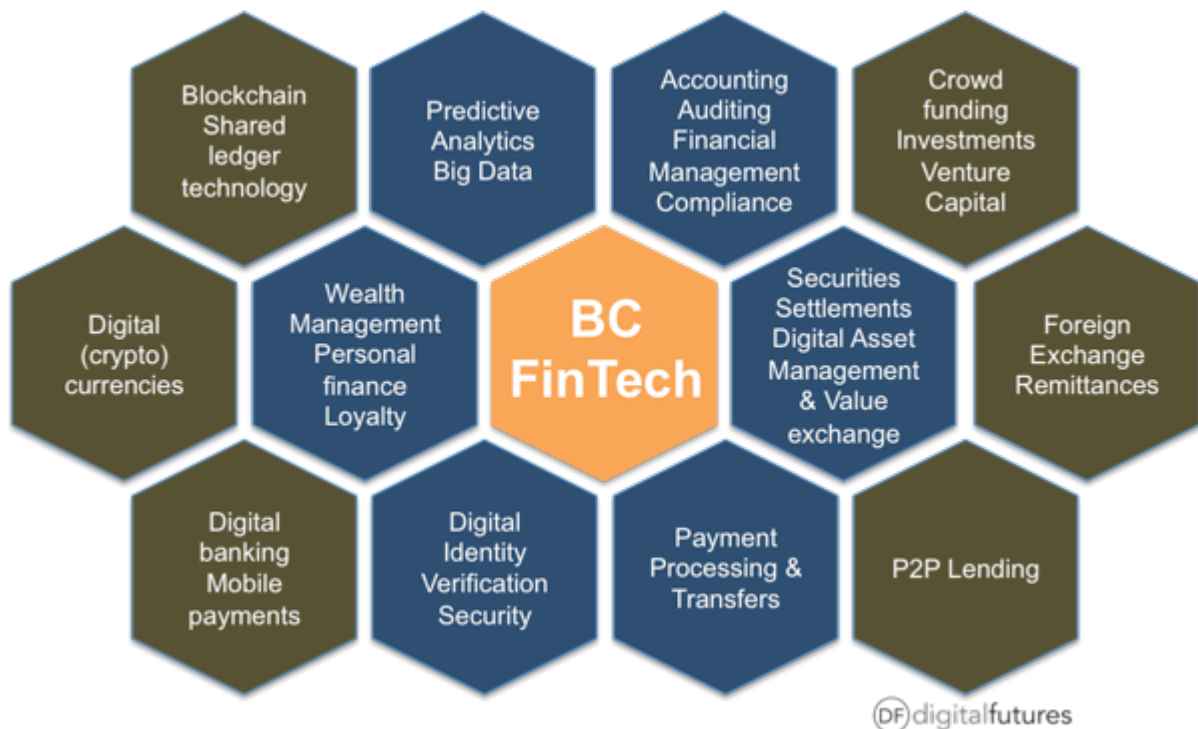 Blockchain
Shared
ledger
technology
Predictive
Analytics
Big Data
Accounting
Auditing
Financial
Management
Compliance
Crowd
funding
Investments
Venture
Capital
Digital
(crypto)
currencies
Wealth
Management
Personal
finance
Loyalty
BC
FinTech
Securities
Settlements
Digital Asset
Management
& Value
exchange
Foreign
Exchange
Remittances
Digital
banking
Mobile
payments
Digital
Identity
Verification
Security
Payment
Processing &
Transfers
P2P Lending
DF digitalfutures